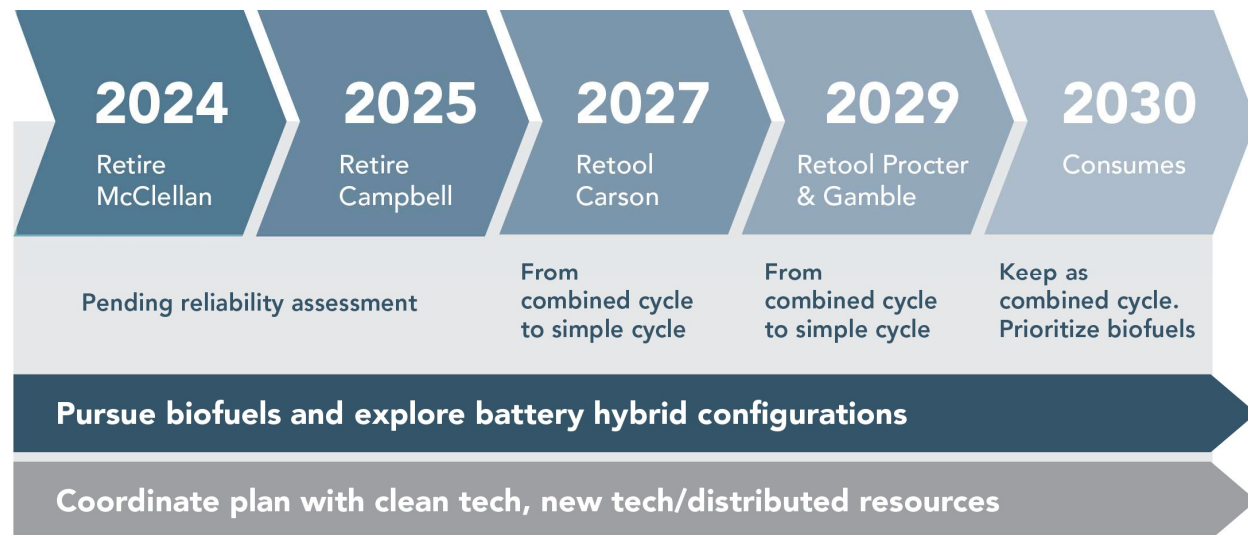 2024
Retire
McClellan
2025
Retire
Campbell
2027
Retool
Carson
2029
Retool Procter
& Gamble
2030
Consumes
Pending reliability assessment
From
combined cycle
to simple cycle
From
combined cycle
to simple cycle
Keep as
combined cycle.
Prioritize biofuels
Pursue biofuels and explore battery hybrid configurations
Coordinate plan with clean tech, new tech/distributed resources